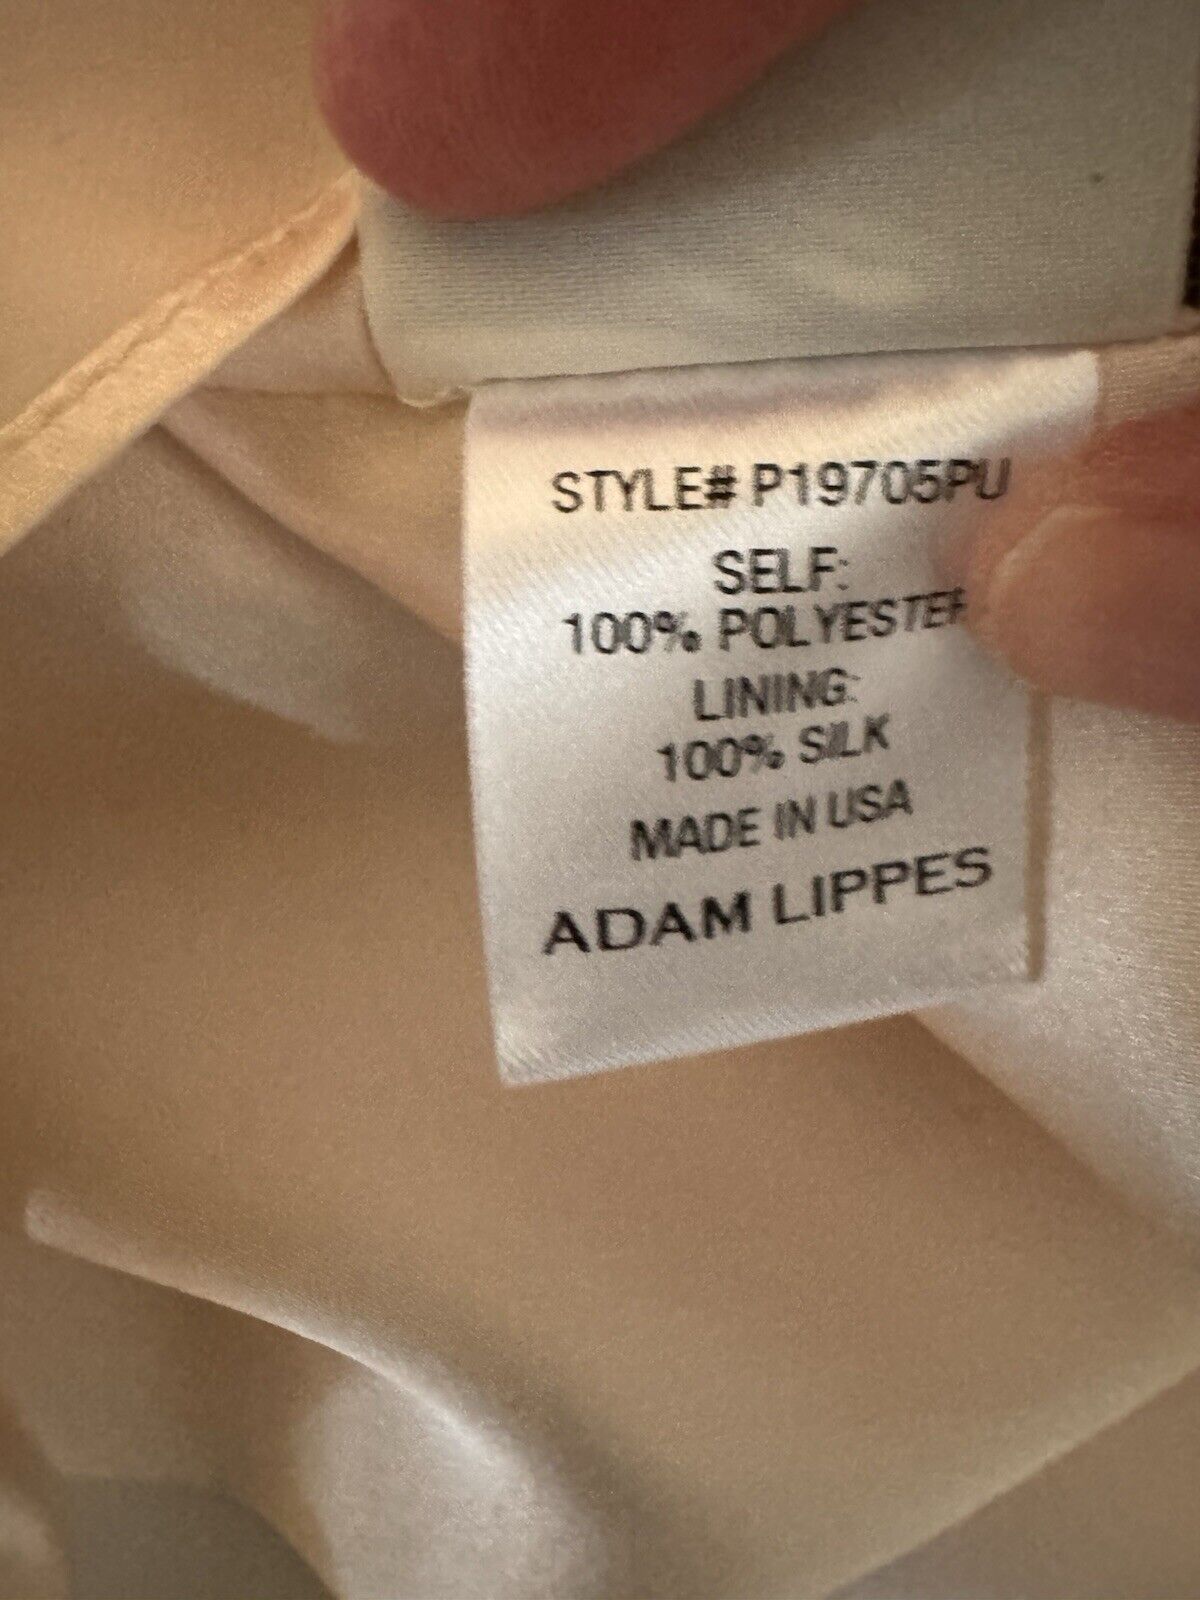 STYLE# P19705PU
SELF:
100% POLYESTER
LINING:
100% SILK
MADE IN USA
ADAM LIPPES